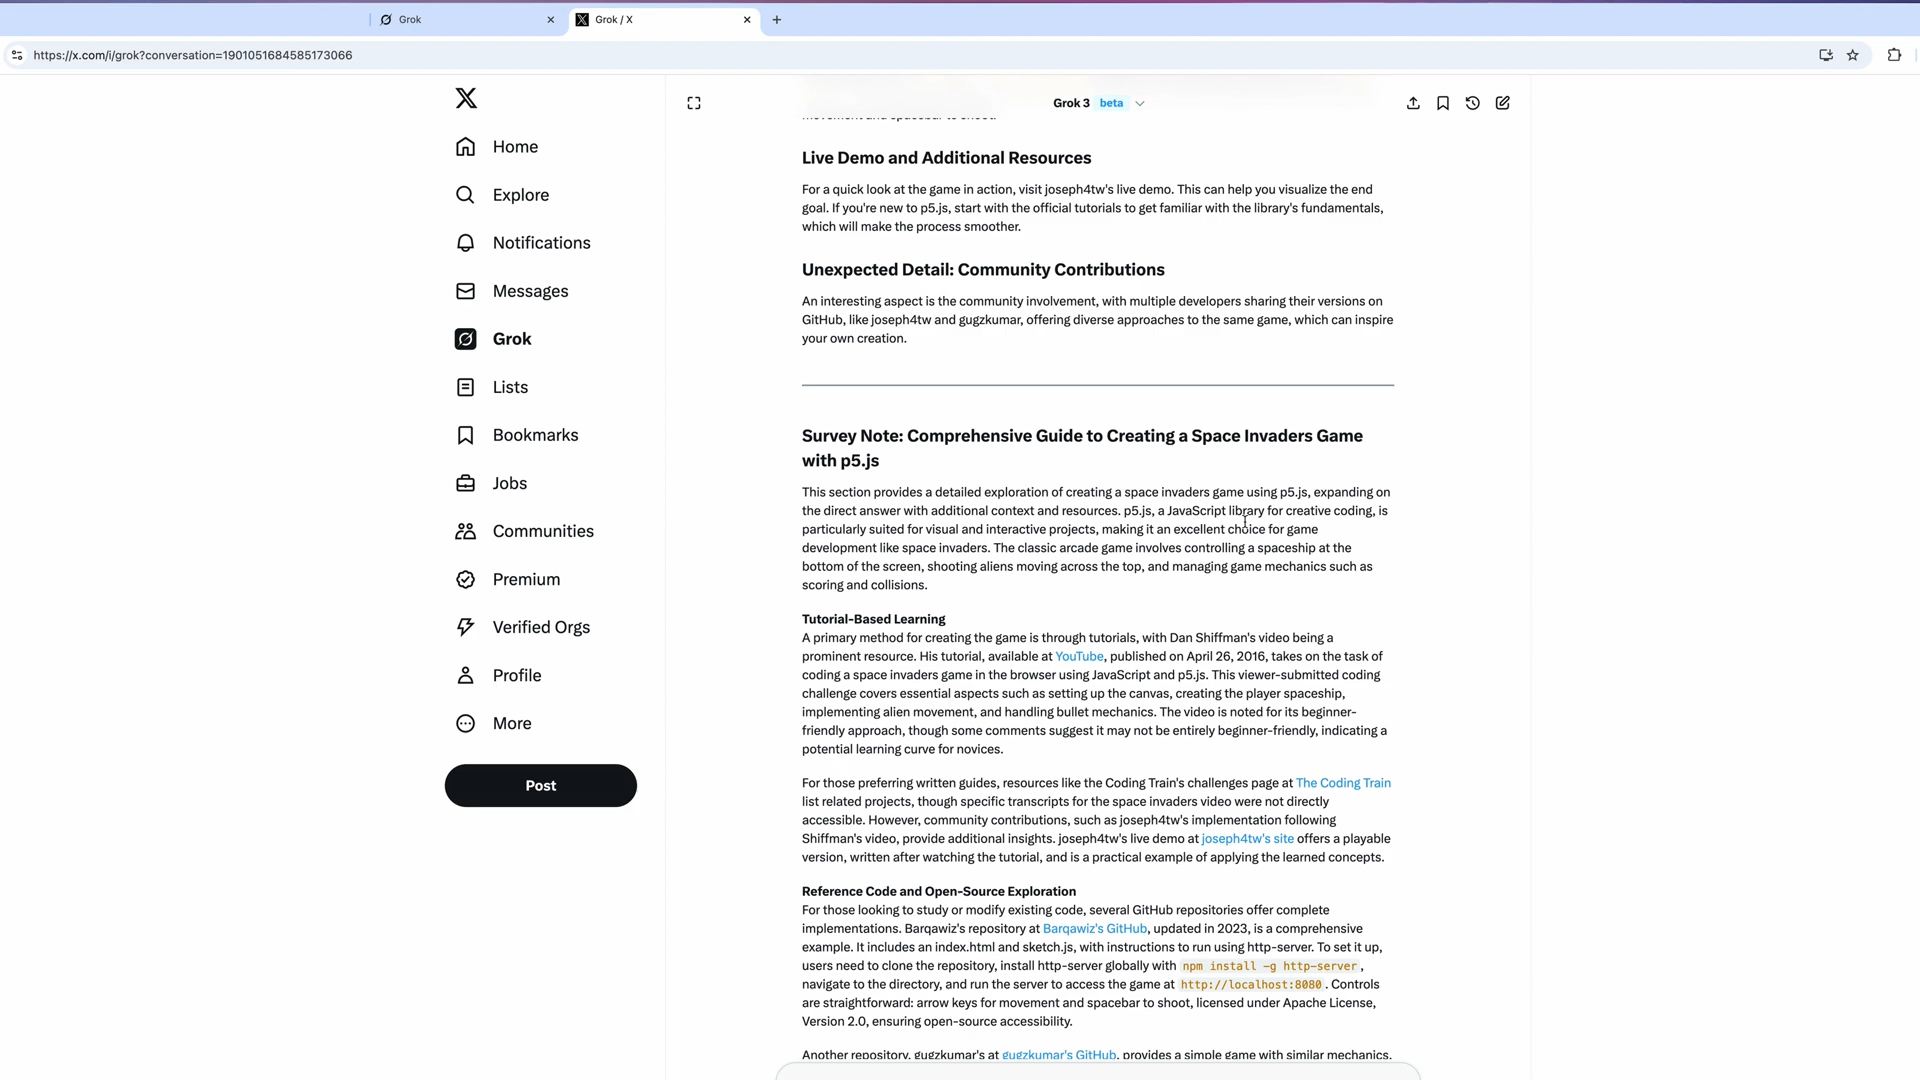 Grok
Grok / X
https://x.com/i/grok?conversation=1901051684585173066
Home
Explore
Notifications
Messages
Grok
Lists
Bookmarks
Jobs
Communities
Premium
Verified Orgs
Profile
More
Post
Grok 3 beta
movement and spacebar to shoot.
Live Demo and Additional Resources
For a quick look at the game in action, visit joseph4tw's live demo. This can help you visualize the end
goal. If you're new to p5.js, start with the official tutorials to get familiar with the library's fundamentals,
which will make the process smoother.
Unexpected Detail: Community Contributions
An interesting aspect is the community involvement, with multiple developers sharing their versions on
GitHub, like joseph4tw and gugzkumar, offering diverse approaches to the same game, which can inspire
your own creation.
Survey Note: Comprehensive Guide to Creating a Space Invaders Game
with p5.js
This section provides a detailed exploration of creating a space invaders game using p5.js, expanding on
the direct answer with additional context and resources. p5.js, a JavaScript library for creative coding, is
particularly suited for visual and interactive projects, making it an excellent choice for game
development like space invaders. The classic arcade game involves controlling a spaceship at the
bottom of the screen, shooting aliens moving across the top, and managing game mechanics such as
scoring and collisions.
Tutorial-Based Learning
A primary method for creating the game is through tutorials, with Dan Shiffman's video being a
prominent resource. His tutorial, available at YouTube, published on April 26, 2016, takes on the task of
coding a space invaders game in the browser using JavaScript and p5.js. This viewer-submitted coding
challenge covers essential aspects such as setting up the canvas, creating the player spaceship,
implementing alien movement, and handling bullet mechanics. The video is noted for its beginner-
friendly approach, though some comments suggest it may not be entirely beginner-friendly, indicating a
potential learning curve for novices.
For those preferring written guides, resources like the Coding Train's challenges page at The Coding Train
list related projects, though specific transcripts for the space invaders video were not directly
accessible. However, community contributions, such as joseph4tw's implementation following
Shiffman's video, provide additional insights. joseph4tw's live demo at joseph4tw's site offers a playable
version, written after watching the tutorial, and is a practical example of applying the learned concepts.
Reference Code and Open-Source Exploration
For those looking to study or modify existing code, several GitHub repositories offer complete
implementations. Barqawiz's repository at Barqawiz's GitHub, updated in 2023, is a comprehensive
example. It includes an index.html and sketch.js, with instructions to run using http-server. To set it up,
users need to clone the repository, install http-server globally with npm install -g http-server,
navigate to the directory, and run the server to access the game at http://localhost:8080. Controls
are straightforward: arrow keys for movement and spacebar to shoot, licensed under Apache License,
Version 2.0, ensuring open-source accessibility.
Another repository, gugzkumar's at gugzkumar's GitHub, provides a simple game with similar mechanics.